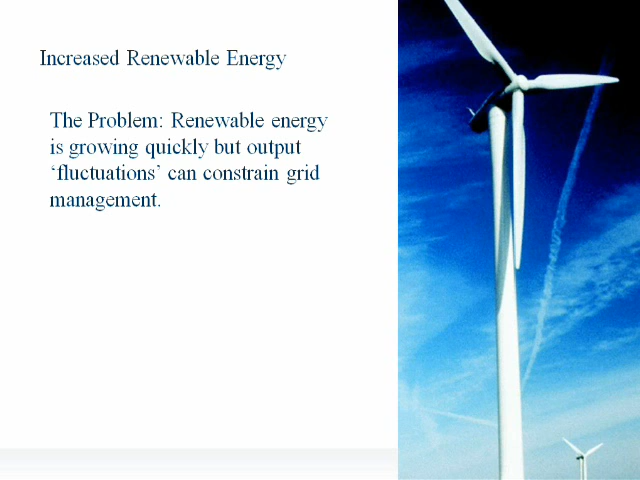 Increased Renewable Energy
The Problem: Renewable energy
is growing quickly but output
‘fluctuations’ can constrain grid
management.